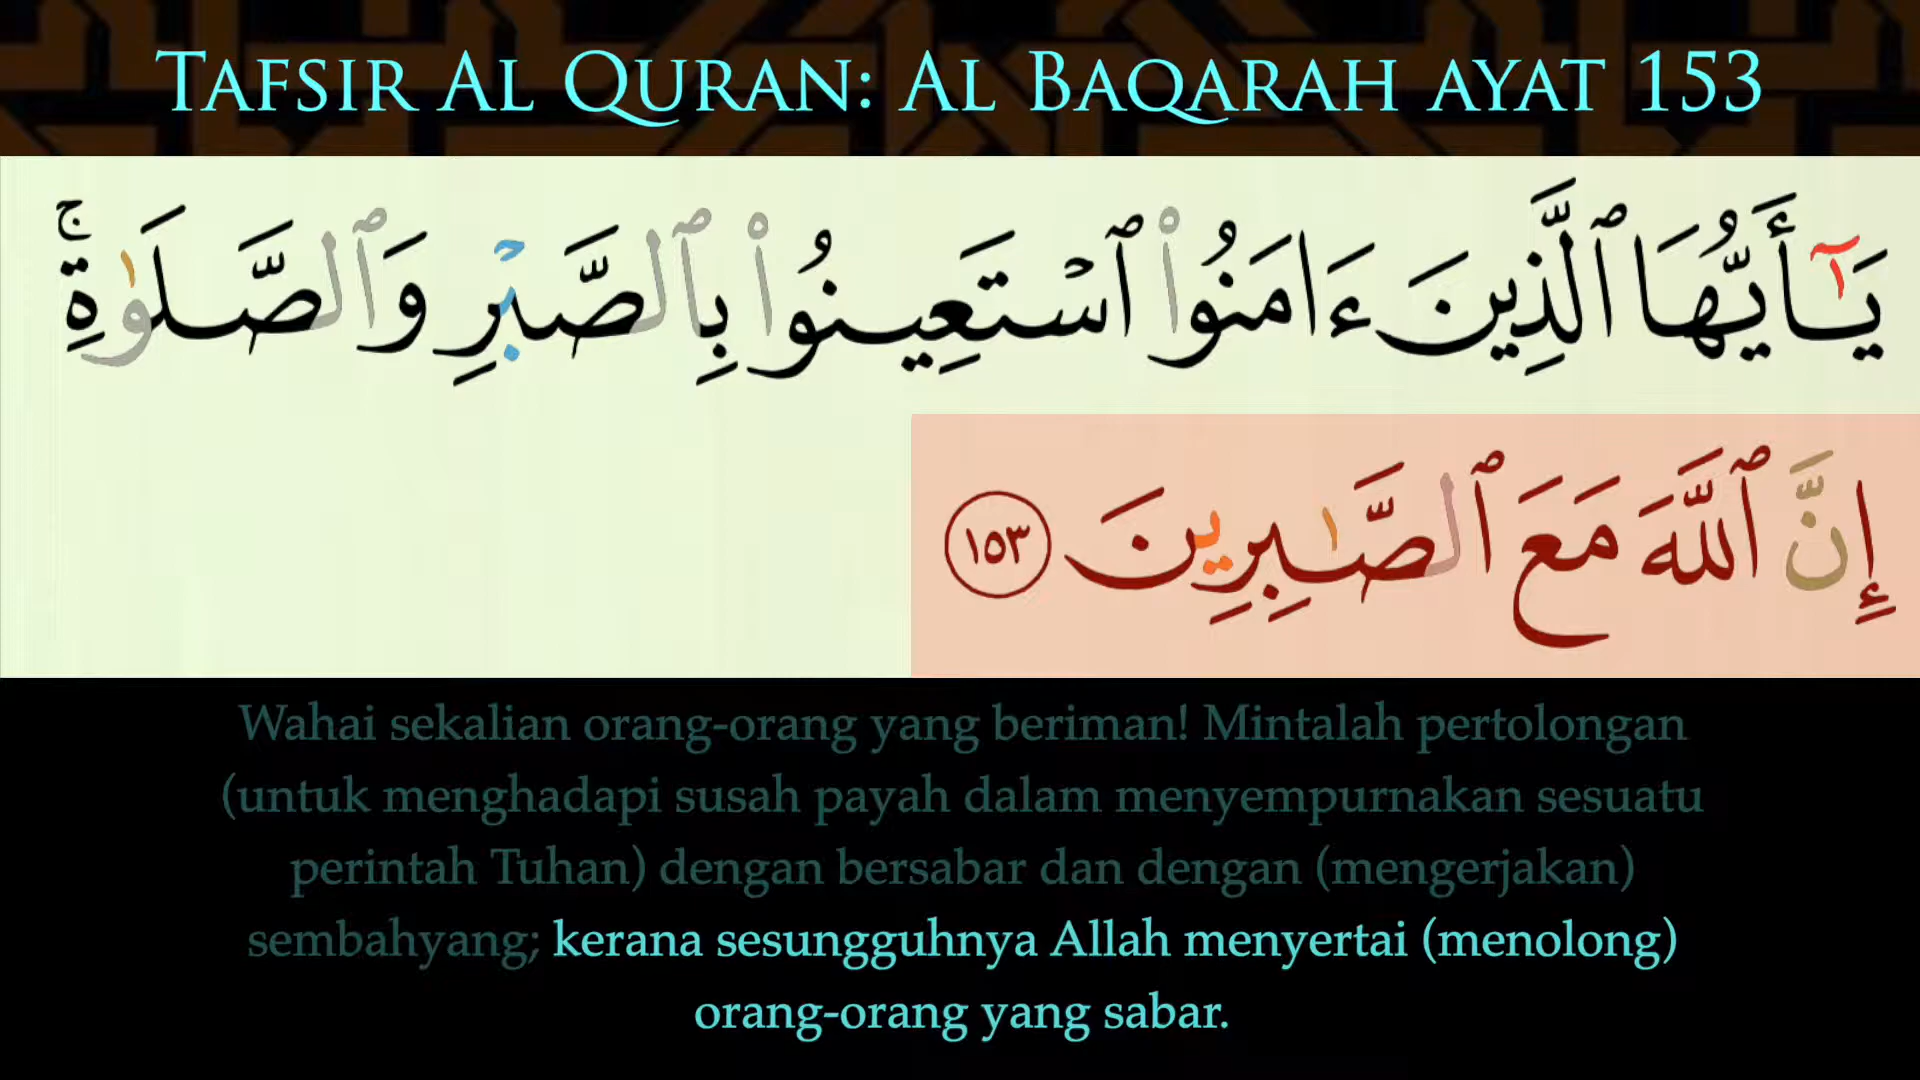 TAFSIR AL QURAN: AL BAQARAH AYAT 153
يَـٰٓأَيُّهَا ٱلَّذِينَ ءَامَنُوا۟ ٱسْتَعِينُوا۟ بِٱلصَّبْرِ وَٱلصَّلَوٰةِ ۚ
إِنَّ ٱللَّهَ مَعَ ٱلصَّـٰبِرِينَ ١٥٣
Wahai sekalian orang-orang yang beriman! Mintalah pertolongan
(untuk menghadapi susah payah dalam menyempurnakan sesuatu
perintah Tuhan) dengan bersabar dan dengan (mengerjakan)
sembahyang; kerana sesungguhnya Allah menyertai (menolong)
orang-orang yang sabar.